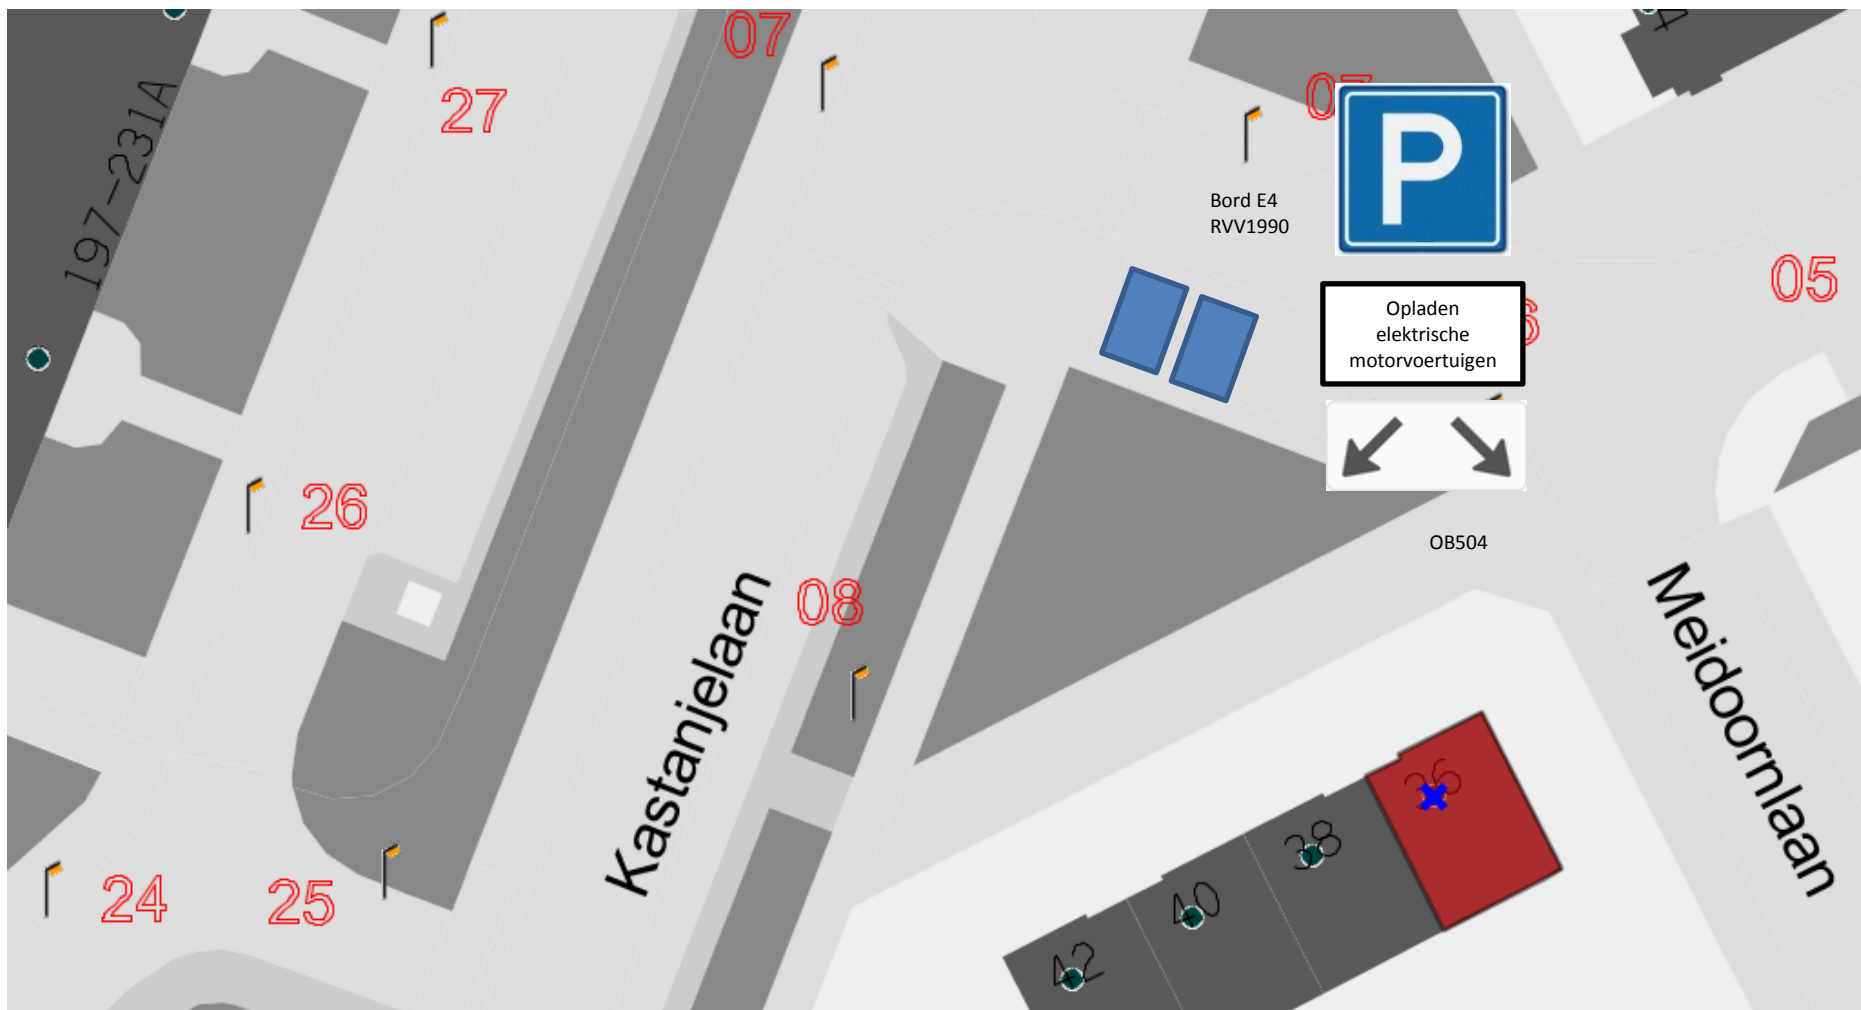 07
27
07
P
197-231A
Bord E4
RVV1990
05
Opladen
elektrische
motorvoertuigen
6
26
OB504
08
Kastanjelaan
Meidoornlaan
36
38
24
25
40
42